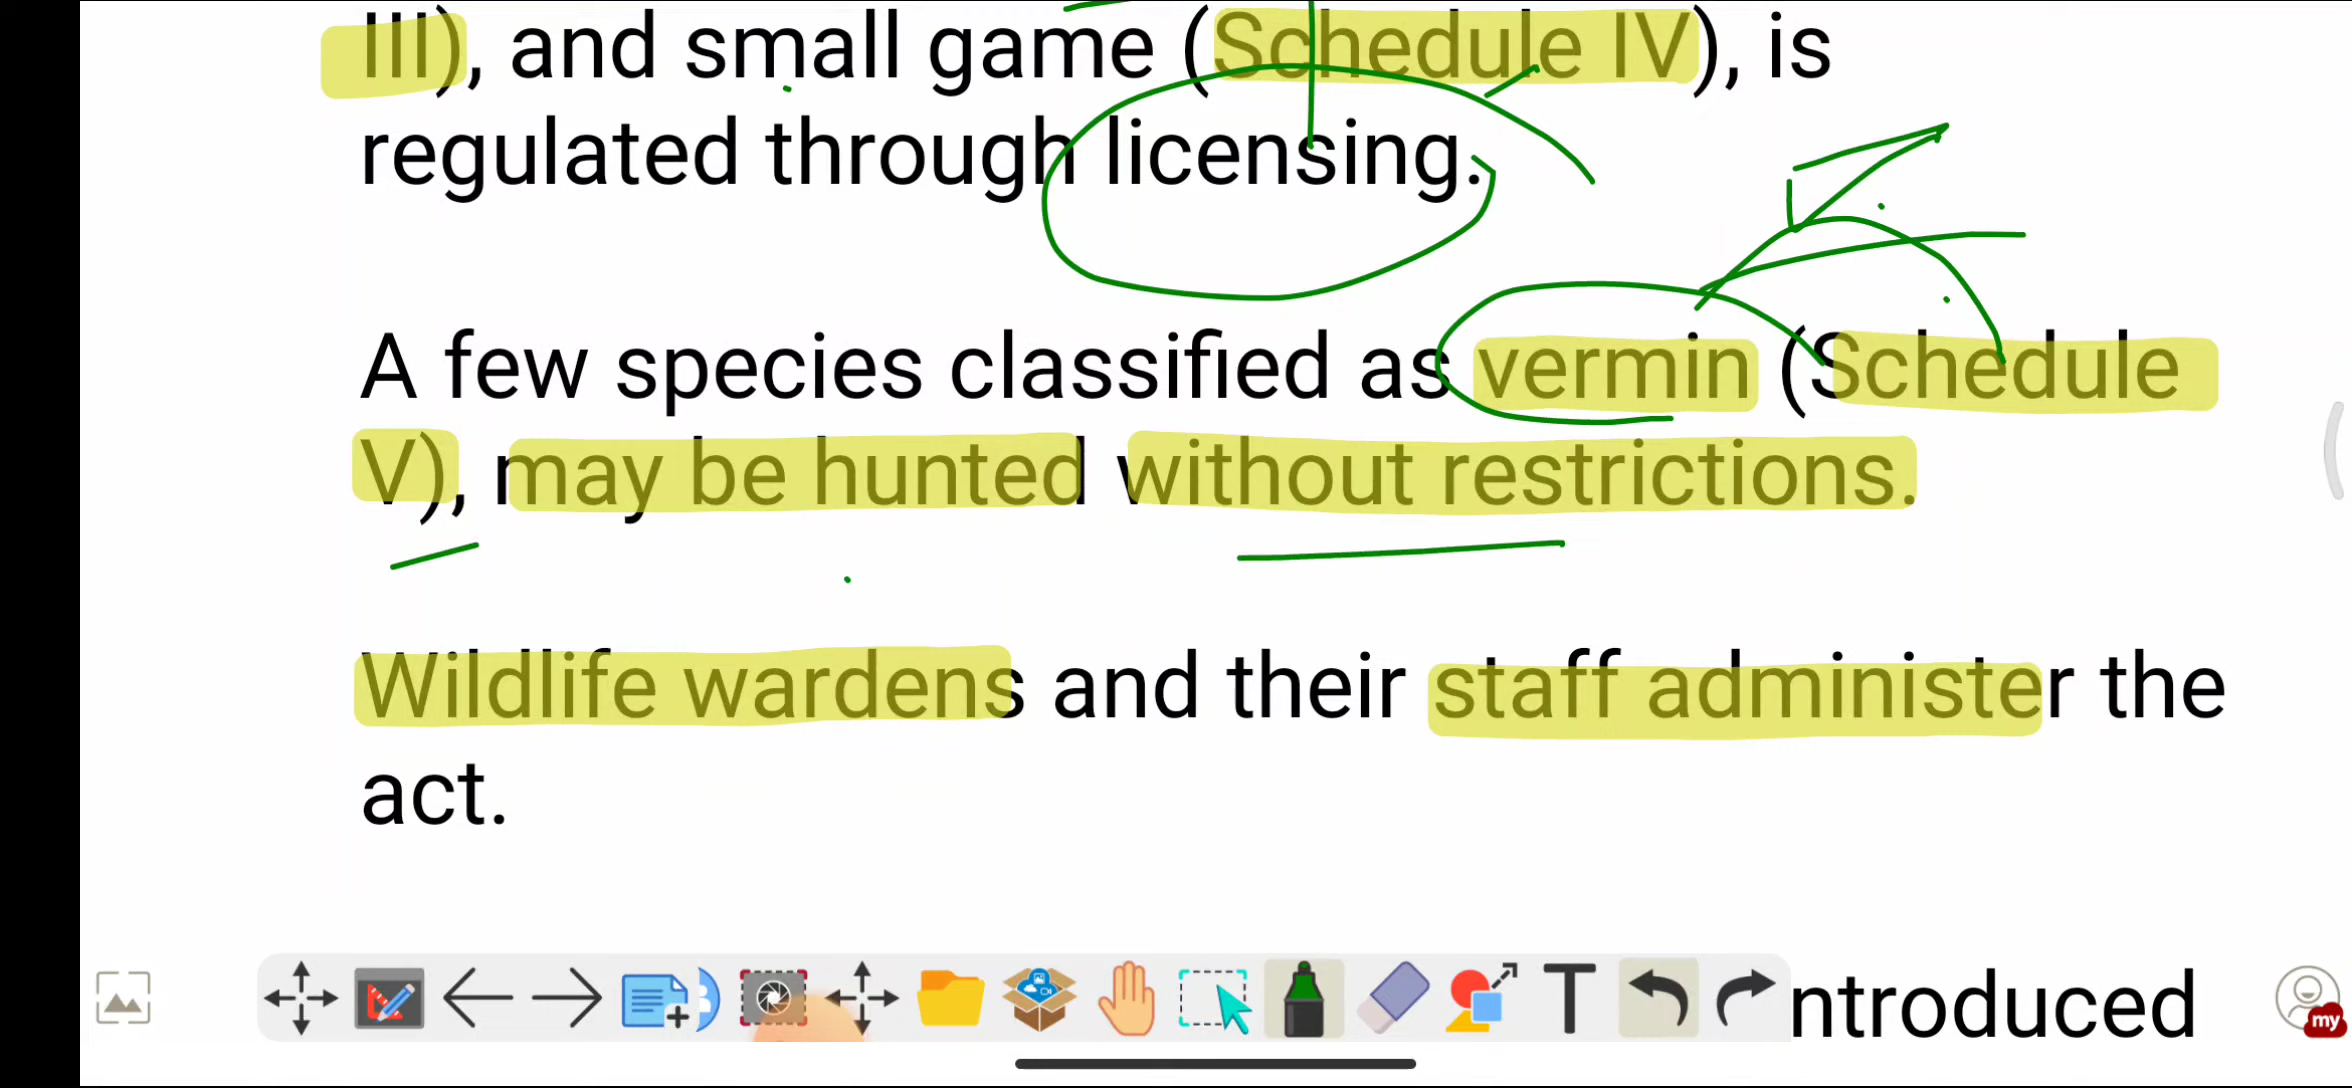 III), and small game (Schedule IV), is
regulated through licensing.
A few species classified as vermin (Schedule
V), may be hunted without restrictions.
Wildlife wardens and their staff administer the
act.
ntroduced
my